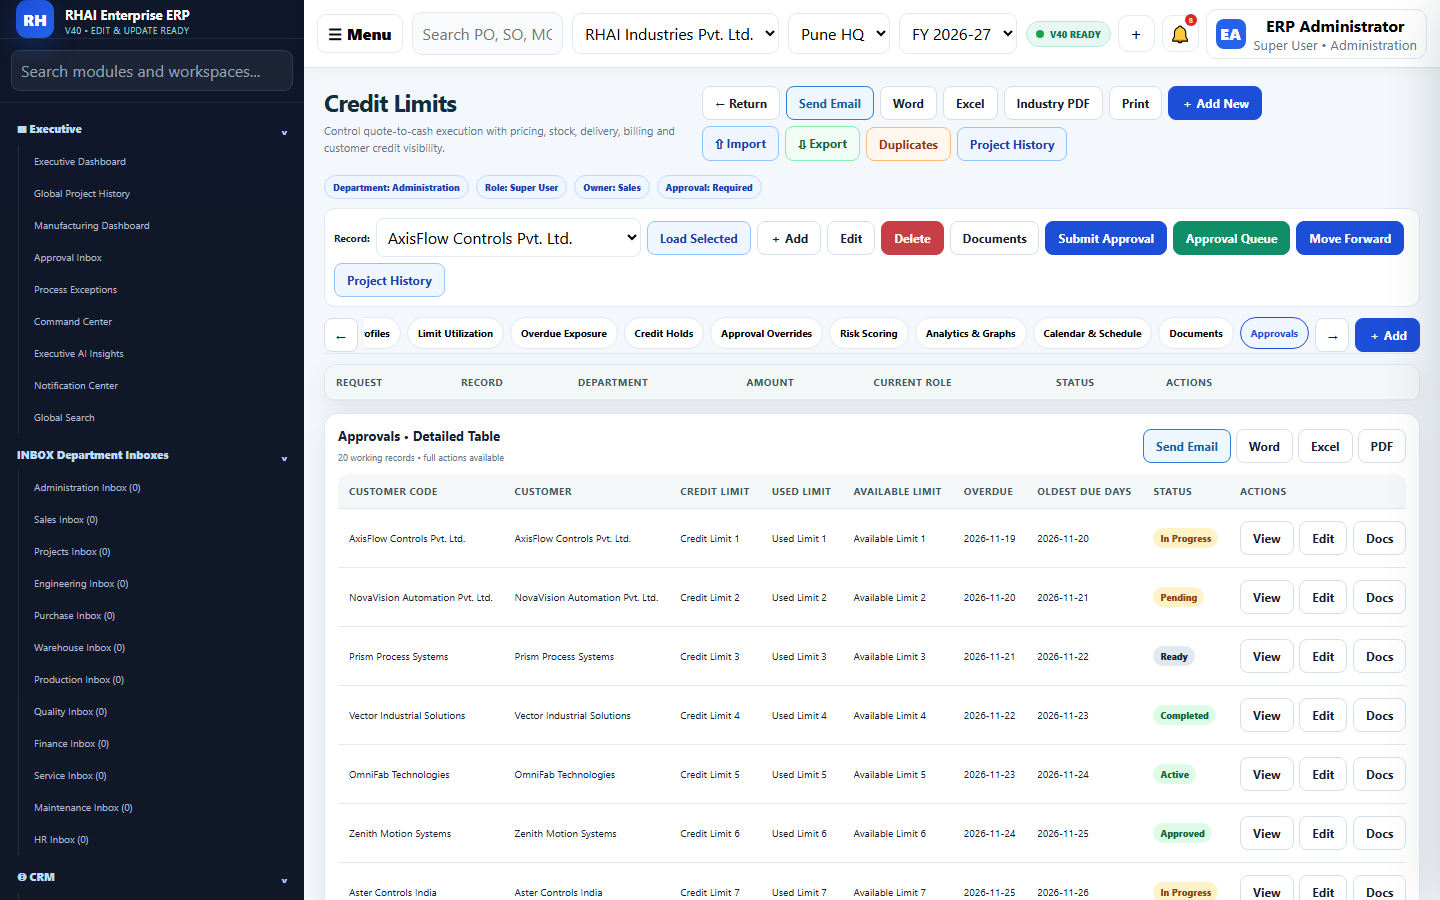 RH
RHAI Enterprise ERP
V40 • EDIT & UPDATE READY
Search modules and workspaces...
Executive
Executive Dashboard
Global Project History
Manufacturing Dashboard
Approval Inbox
Process Exceptions
Command Center
Executive AI Insights
Notification Center
Global Search
INBOX Department Inboxes
Administration Inbox (0)
Sales Inbox (0)
Projects Inbox (0)
Engineering Inbox (0)
Purchase Inbox (0)
Warehouse Inbox (0)
Production Inbox (0)
Quality Inbox (0)
Finance Inbox (0)
Service Inbox (0)
Maintenance Inbox (0)
HR Inbox (0)
CRM
☰ Menu
Search PO, SO, MO
RHAI Industries Pvt. Ltd.
Pune HQ
FY 2026-27
V40 READY
+
8
EA
ERP Administrator
Super User • Administration
Credit Limits
Control quote-to-cash execution with pricing, stock, delivery, billing and
customer credit visibility.
← Return
Send Email
Word
Excel
Industry PDF
Print
+ Add New
⇧ Import
⇩ Export
Duplicates
Project History
Department: Administration
Role: Super User
Owner: Sales
Approval: Required
Record:
AxisFlow Controls Pvt. Ltd.
Load Selected
+ Add
Edit
Delete
Documents
Submit Approval
Approval Queue
Move Forward
Project History
←
ofiles
Limit Utilization
Overdue Exposure
Credit Holds
Approval Overrides
Risk Scoring
Analytics & Graphs
Calendar & Schedule
Documents
Approvals
→
+ Add
REQUEST RECORD DEPARTMENT AMOUNT CURRENT ROLE STATUS ACTIONS
Approvals • Detailed Table
20 working records • full actions available
Send Email
Word
Excel
PDF
CUSTOMER CODE CUSTOMER CREDIT LIMIT USED LIMIT AVAILABLE LIMIT OVERDUE OLDEST DUE DAYS STATUS ACTIONS
AxisFlow Controls Pvt. Ltd. AxisFlow Controls Pvt. Ltd. Credit Limit 1 Used Limit 1 Available Limit 1 2026-11-19 2026-11-20 In Progress View Edit Docs
NovaVision Automation Pvt. Ltd. NovaVision Automation Pvt. Ltd. Credit Limit 2 Used Limit 2 Available Limit 2 2026-11-20 2026-11-21 Pending View Edit Docs
Prism Process Systems Prism Process Systems Credit Limit 3 Used Limit 3 Available Limit 3 2026-11-21 2026-11-22 Ready View Edit Docs
Vector Industrial Solutions Vector Industrial Solutions Credit Limit 4 Used Limit 4 Available Limit 4 2026-11-22 2026-11-23 Completed View Edit Docs
OmniFab Technologies OmniFab Technologies Credit Limit 5 Used Limit 5 Available Limit 5 2026-11-23 2026-11-24 Active View Edit Docs
Zenith Motion Systems Zenith Motion Systems Credit Limit 6 Used Limit 6 Available Limit 6 2026-11-24 2026-11-25 Approved View Edit Docs
Aster Controls India Aster Controls India Credit Limit 7 Used Limit 7 Available Limit 7 2026-11-25 2026-11-26 In Progress View Edit Docs